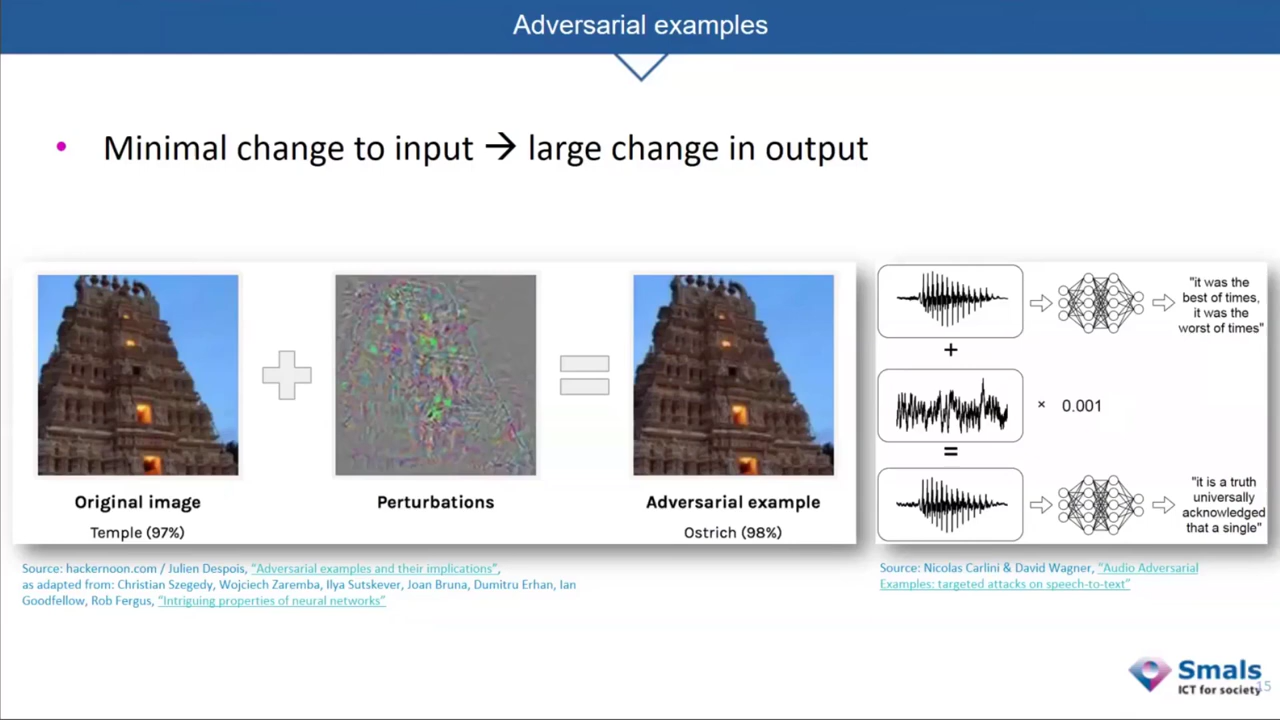 Adversarial examples
• Minimal change to input → large change in output
Original image
Temple (97%)
Perturbations
Adversarial example
Ostrich (98%)
"it was the
best of times,
it was the
worst of times"
+
× 0.001
=
"it is a truth
universally
acknowledged
that a single"
Source: hackernoon.com / Julien Despois, "Adversarial examples and their implications",
as adapted from: Christian Szegedy, Wojciech Zaremba, Ilya Sutskever, Joan Bruna, Dumitru Erhan, Ian
Goodfellow, Rob Fergus, "Intriguing properties of neural networks"
Source: Nicolas Carlini & David Wagner, "Audio Adversarial
Examples: targeted attacks on speech-to-text"
Smals
ICT for society
15